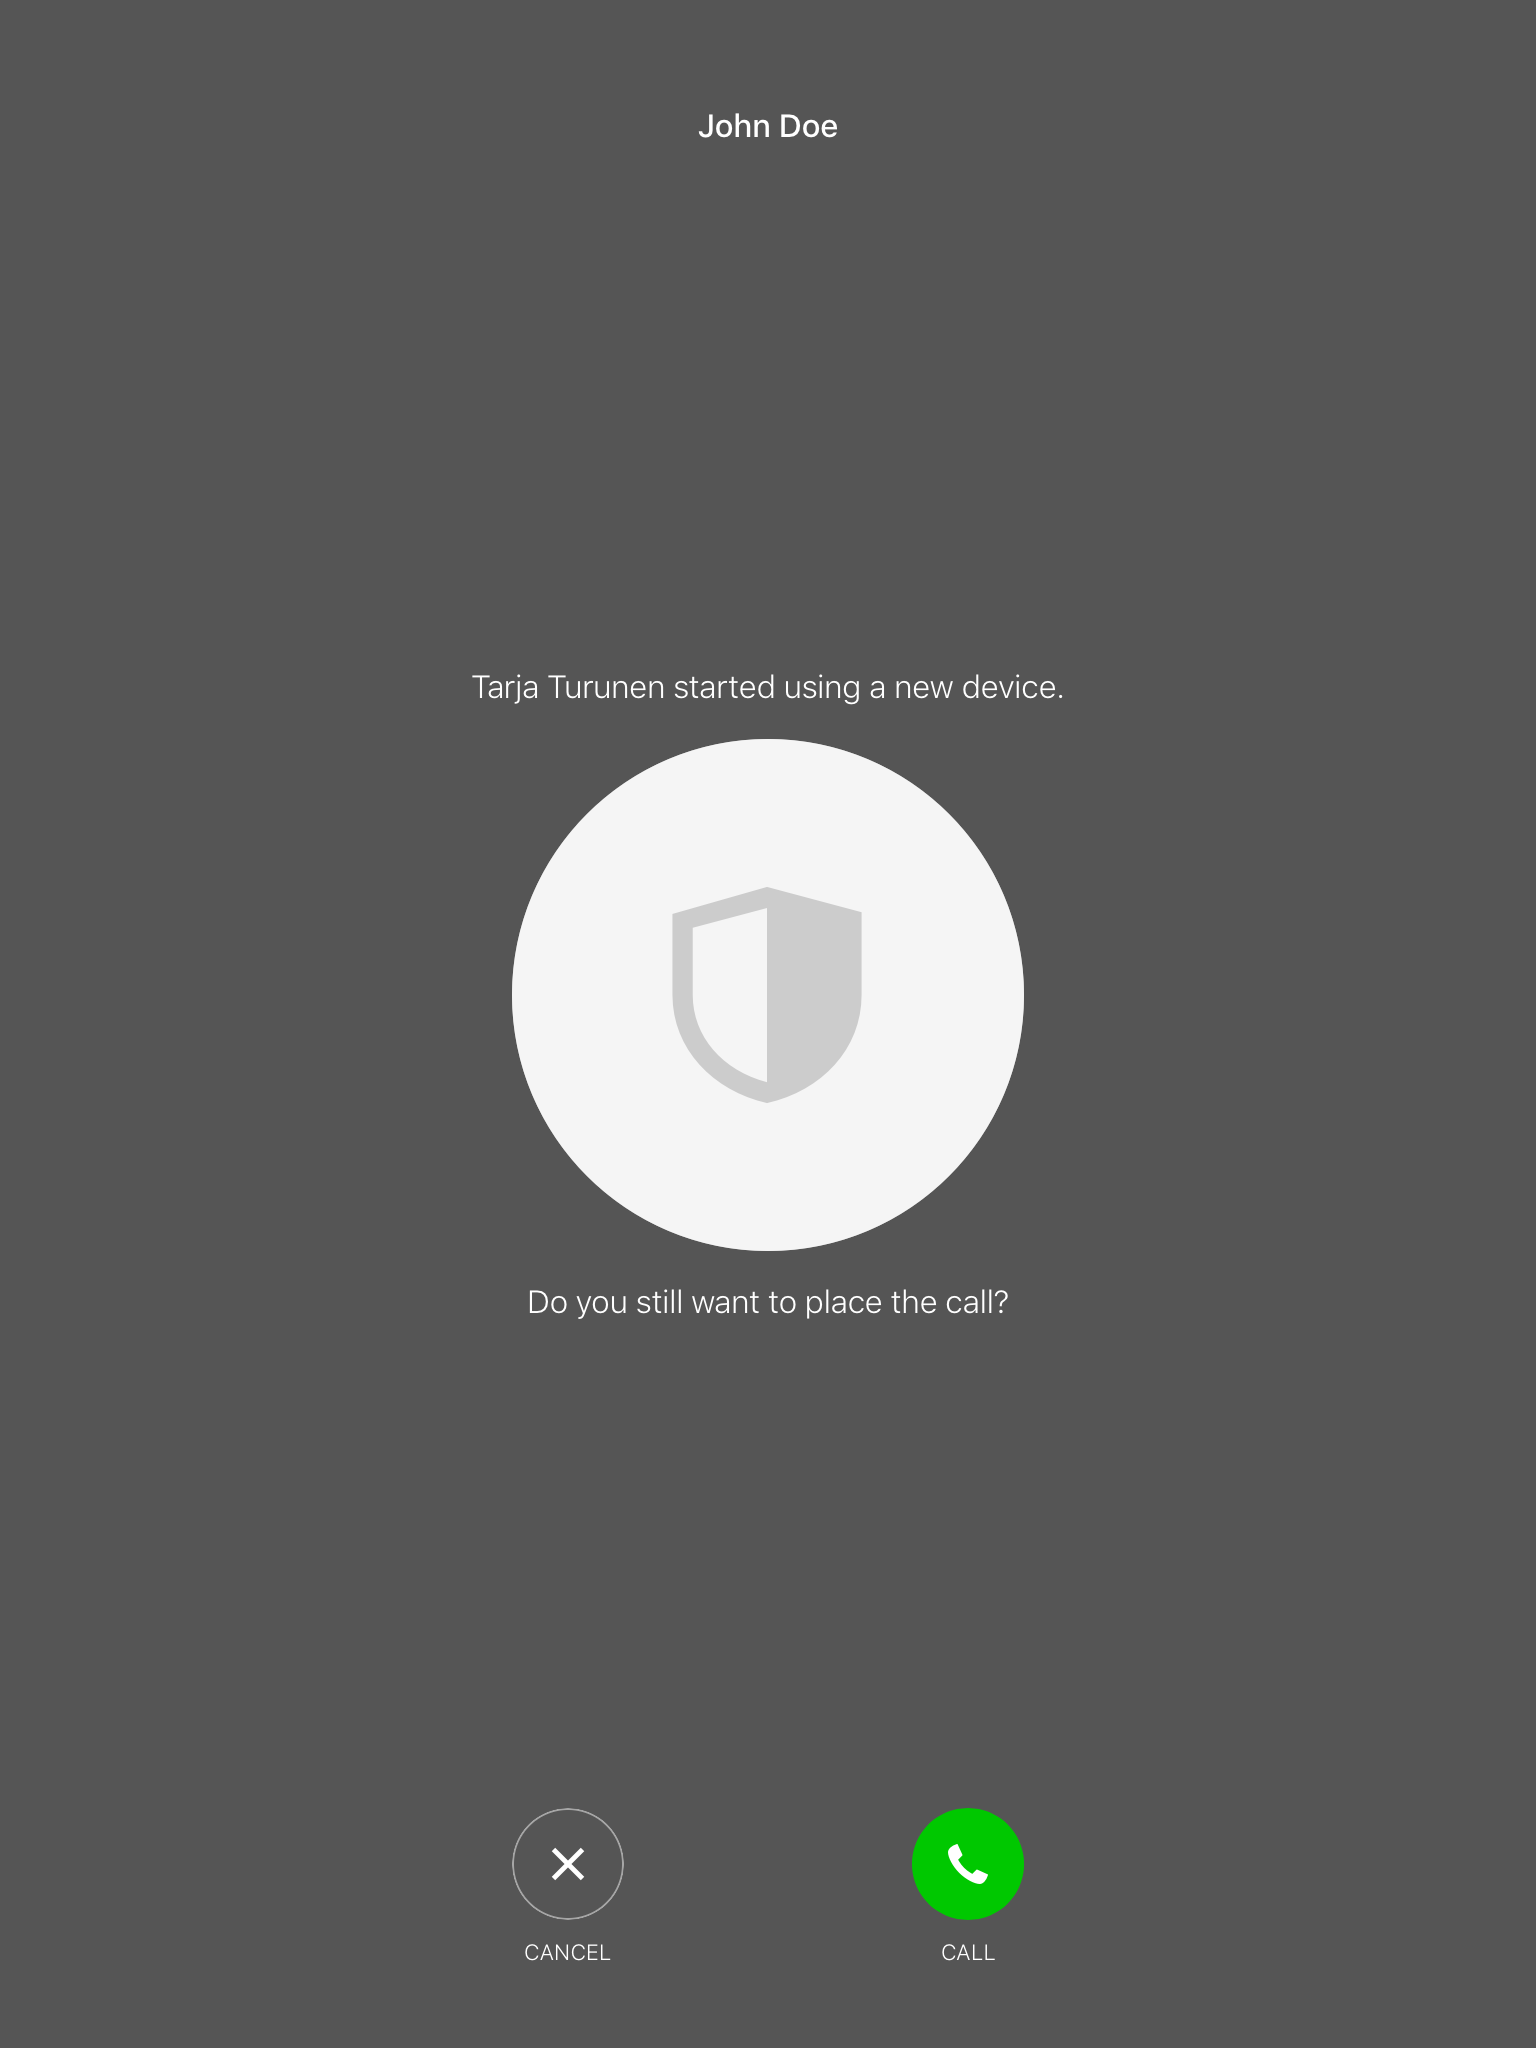 John Doe
Tarja Turunen started using a new device.
Do you still want to place the call?
CANCEL
CALL